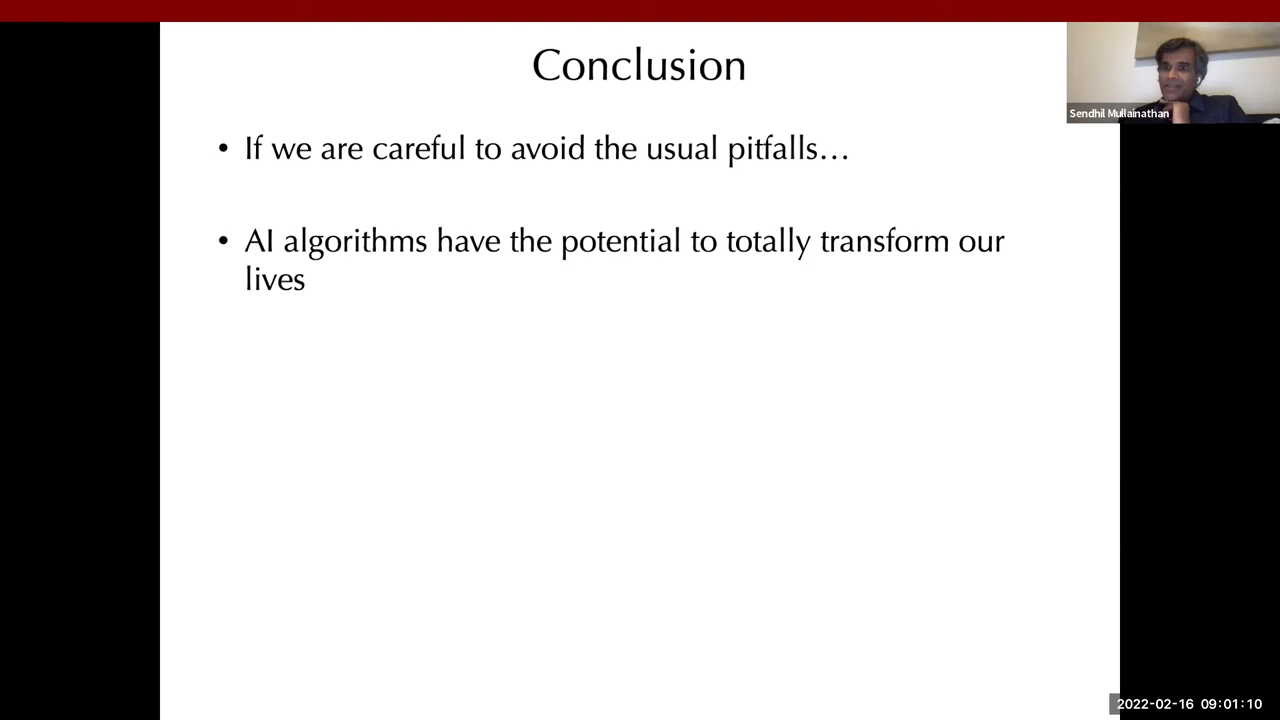 Conclusion
Sendhil Mullainathan
• If we are careful to avoid the usual pitfalls…
• AI algorithms have the potential to totally transform our
lives
2022-02-16 09:01:10